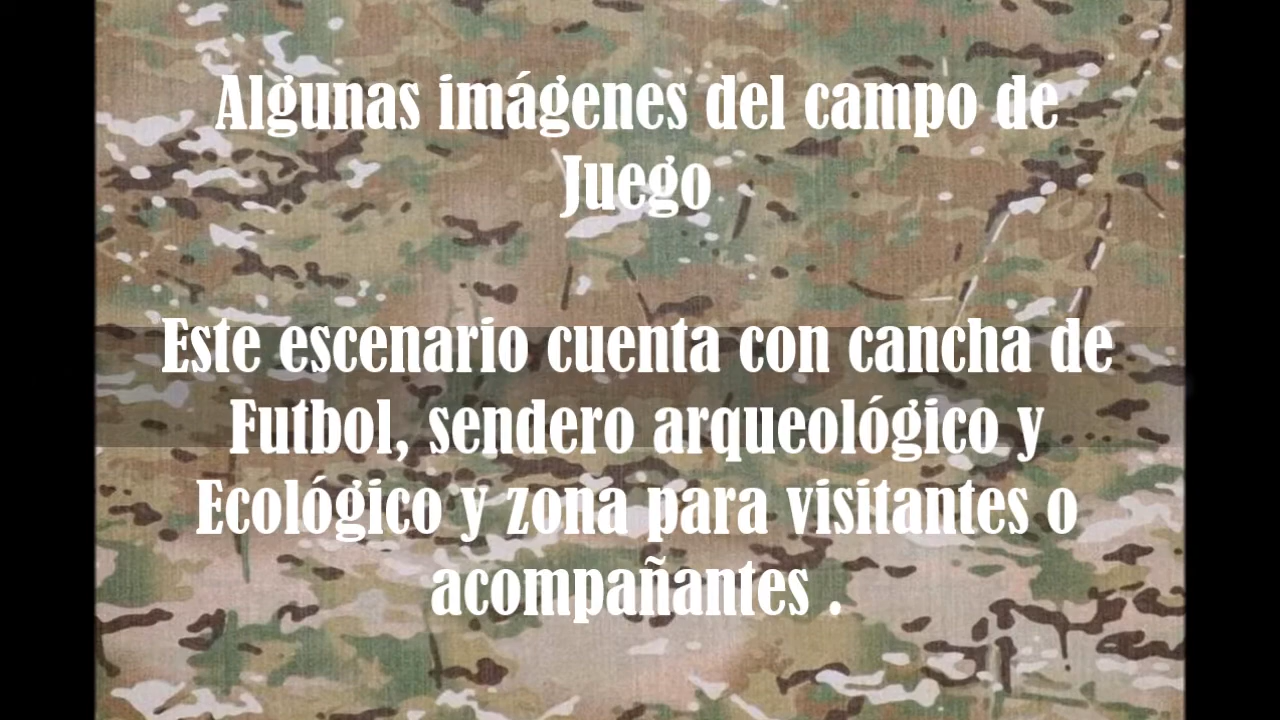 Algunas imágenes del campo de
Juego
Este escenario cuenta con cancha de
Futbol, sendero arqueológico y
Ecológico y zona para visitantes o
acompañantes .